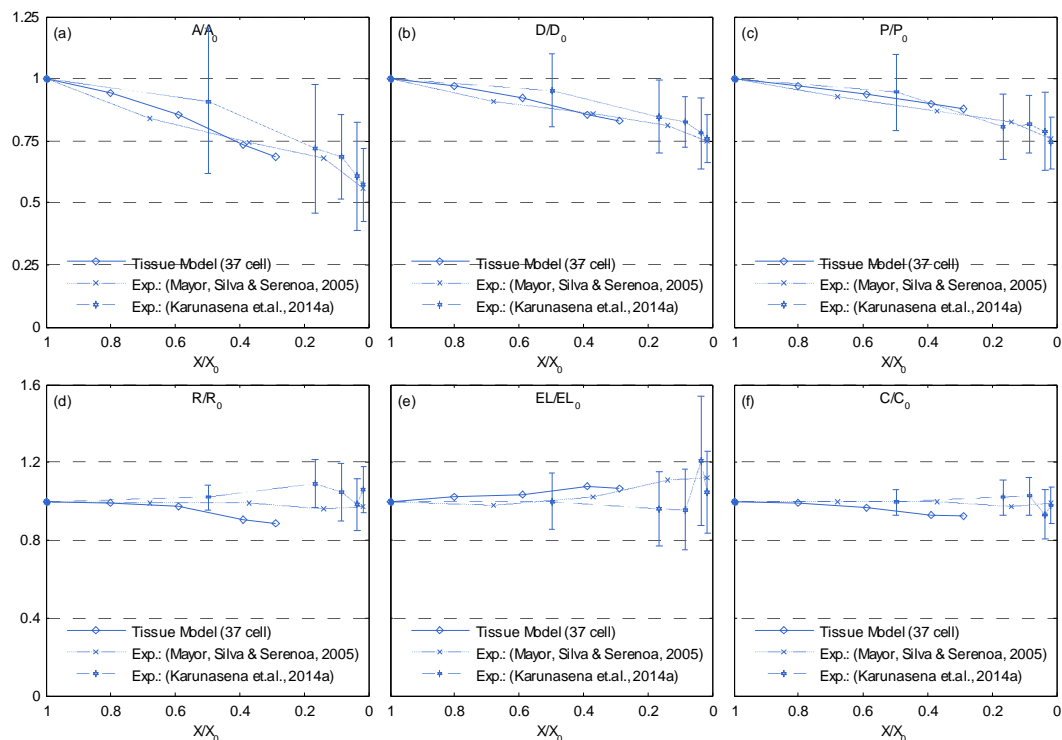 1.25
1
0.75
0.5
0.25
0
(a)
A/A0
Tissue Model (37 cell)
Exp.: (Mayor, Silva & Serenoa, 2005)
Exp.: (Karunasena et.al., 2014a)
1 0.8 0.6 0.4 0.2 0
X/X0
(b)
D/D0
Tissue Model (37 cell)
Exp.: (Mayor, Silva & Serenoa, 2005)
Exp.: (Karunasena et.al., 2014a)
1 0.8 0.6 0.4 0.2 0
X/X0
(c)
P/P0
Tissue Model (37 cell)
Exp.: (Mayor, Silva & Serenoa, 2005)
Exp.: (Karunasena et.al., 2014a)
1 0.8 0.6 0.4 0.2 0
X/X0
1.6
1.2
0.8
0.4
0
(d)
R/R0
Tissue Model (37 cell)
Exp.: (Mayor, Silva & Serenoa, 2005)
Exp.: (Karunasena et.al., 2014a)
1 0.8 0.6 0.4 0.2 0
X/X0
(e)
EL/EL0
Tissue Model (37 cell)
Exp.: (Mayor, Silva & Serenoa, 2005)
Exp.: (Karunasena et.al., 2014a)
1 0.8 0.6 0.4 0.2 0
X/X0
(f)
C/C0
Tissue Model (37 cell)
Exp.: (Mayor, Silva & Serenoa, 2005)
Exp.: (Karunasena et.al., 2014a)
1 0.8 0.6 0.4 0.2 0
X/X0